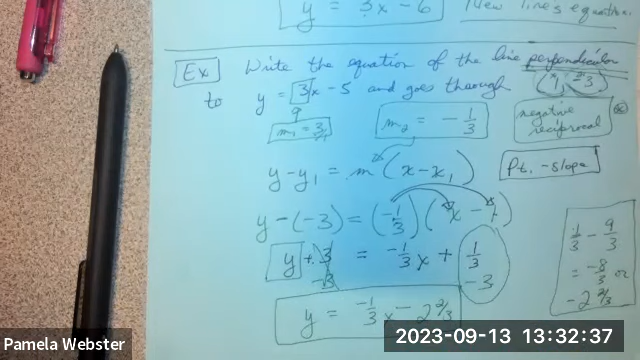 y = 3x - 6
New lines equation.
Ex Write the equation of the line perpendicular
to y = 3x - 5 and goes through (1, -3)
m₁ = 3/1
m₂ = -1/3
negative reciprocal
y - y₁ = m (x - x₁)
Pt. - slope
y - (-3) = (-1/3) (x - 1)
y + 3 = -1/3 x + 1/3
-3 -3
y = -1/3 x - 2 2/3
1/3 - 9/3
= -8/3 or
- 2 2/3
Pamela Webster
2023-09-13 13:32:37